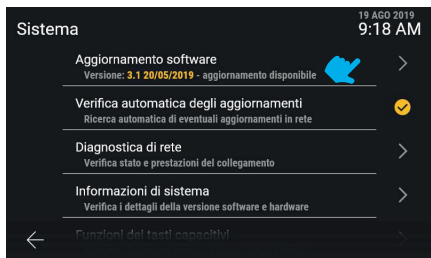 19 AGO 2019
Sistema
9:18 AM
Aggiornamento software
Versione: 3.1 20/05/2019 - aggiornamento disponibile
Verifica automatica degli aggiornamenti
Ricerca automatica di eventuali aggiornamenti in rete
Diagnostica di rete
Verifica stato e prestazioni del collegamento
Informazioni di sistema
Verifica i dettagli della versione software e hardware
Funzioni dei tasti capacitivi